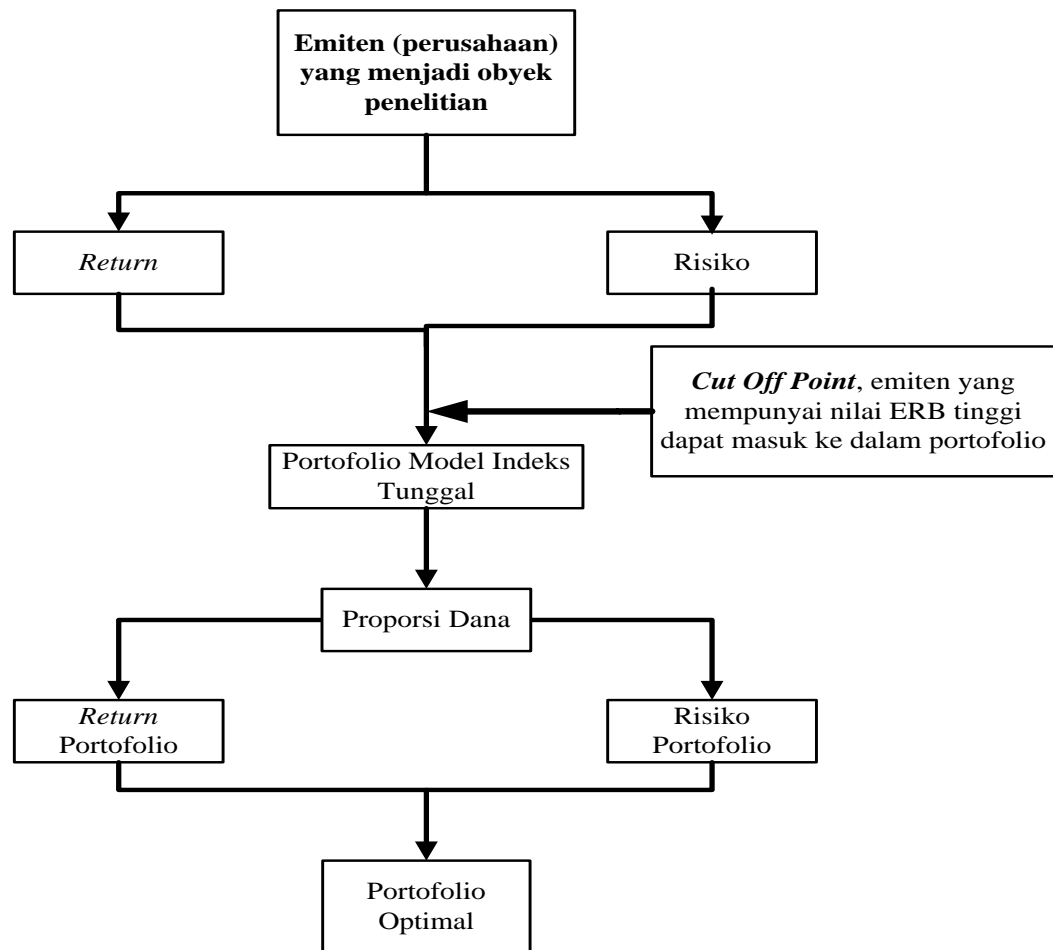 Emiten (perusahaan)
yang menjadi obyek
penelitian
Return
Risiko
Cut Off Point, emiten yang
mempunyai nilai ERB tinggi
dapat masuk ke dalam portofolio
Portofolio Model Indeks
Tunggal
Proporsi Dana
Return
Portofolio
Risiko
Portofolio
Portofolio
Optimal